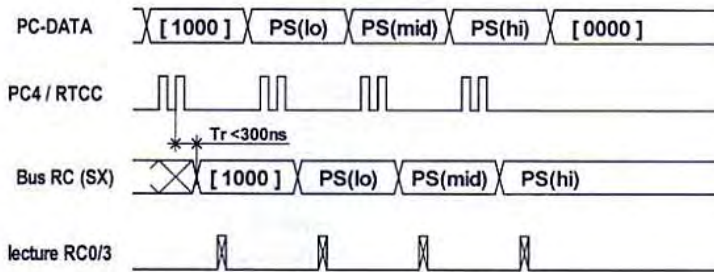 PC-DATA [1000] PS(lo) PS(mid) PS(hi) [0000]
PC4 / RTCC
Tr <300ns
Bus RC (SX) [1000] PS(lo) PS(mid) PS(hi)
lecture RC0/3